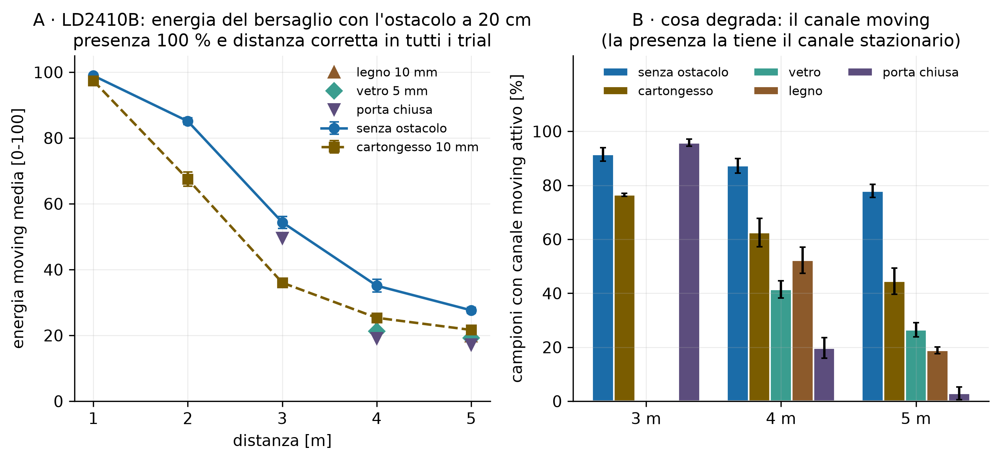 A · LD2410B: energia del bersaglio con l'ostacolo a 20 cm
presenza 100 % e distanza corretta in tutti i trial
energia moving media [0-100]
100
80
60
40
20
0
legno 10 mm
vetro 5 mm
porta chiusa
senza ostacolo
cartongesso 10 mm
1 2 3 4 5
distanza [m]
B · cosa degrada: il canale moving
(la presenza la tiene il canale stazionario)
campioni con canale moving attivo [%]
100
80
60
40
20
0
senza ostacolo vetro porta chiusa
cartongesso legno
3 m 4 m 5 m